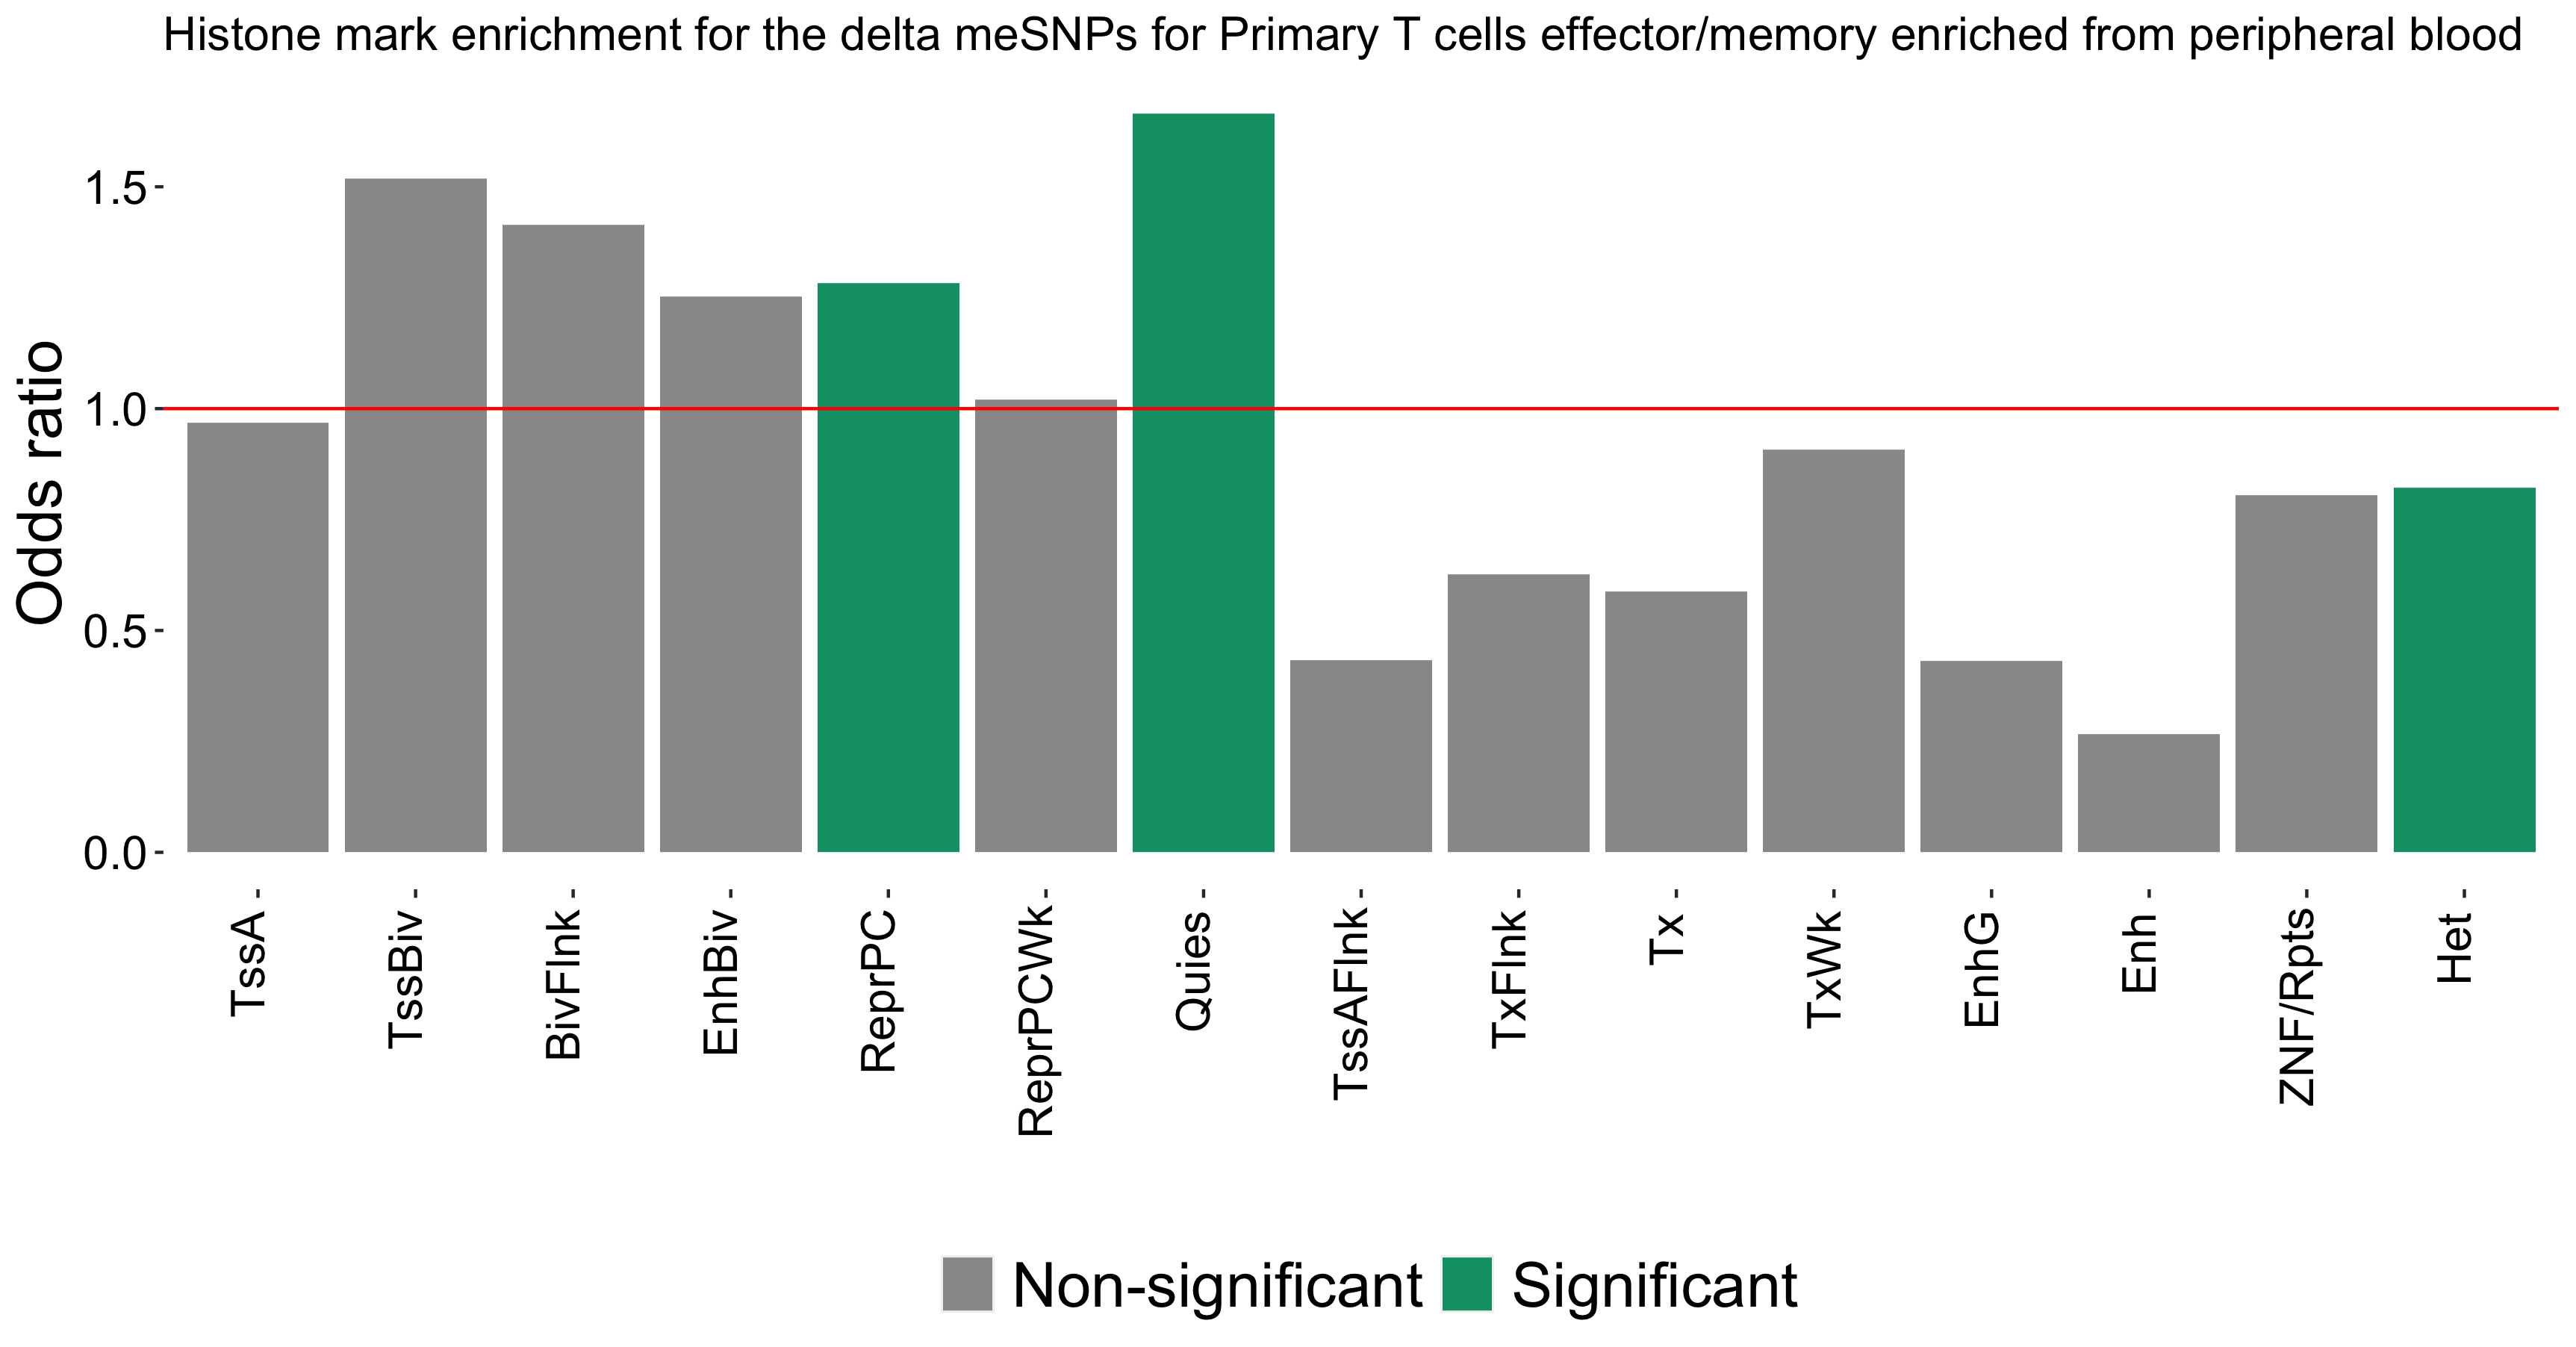 Histone mark enrichment for the delta meSNPs for Primary T cells effector/memory enriched from peripheral blood
Odds ratio
1.5
1.0
0.5
0.0
TssA
TssBiv
BivFlnk
EnhBiv
ReprPC
ReprPCWk
Quies
TssAFlnk
TxFlnk
Tx
TxWk
EnhG
Enh
ZNF/Rpts
Het
Non-significant
Significant